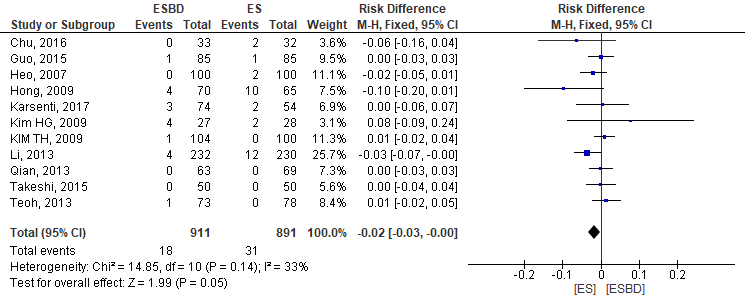 ESBD ES Risk Difference Risk Difference
Study or Subgroup Events Total Events Total Weight M-H, Fixed, 95% CI M-H, Fixed, 95% CI
Chu, 2016 0 33 2 32 3.6% -0.06 [-0.16, 0.04]
Guo, 2015 1 85 1 85 9.4% 0.00 [-0.03, 0.03]
Heo, 2007 0 100 2 100 11.1% -0.02 [-0.05, 0.01]
Hong, 2009 4 70 10 65 7.5% -0.10 [-0.20, 0.01]
Karsenti, 2017 3 74 2 54 6.9% 0.00 [-0.06, 0.07]
Kim HG, 2009 4 27 2 28 3.1% 0.08 [-0.09, 0.24]
KIM TH, 2009 1 104 0 100 11.3% 0.01 [-0.02, 0.04]
Li, 2013 4 232 12 230 25.7% -0.03 [-0.07, -0.00]
Qian, 2013 0 63 0 69 7.3% 0.00 [-0.03, 0.03]
Takeshi, 2015 0 50 0 50 5.6% 0.00 [-0.04, 0.04]
Teoh, 2013 1 73 0 78 8.4% 0.01 [-0.02, 0.05]
Total (95% CI) 911 891 100.0% -0.02 [-0.03, -0.00]
Total events 18 31
Heterogeneity: Chi² = 14.85, df = 10 (P = 0.14); I² = 33%
Test for overall effect: Z = 1.99 (P = 0.05)
-0.2 -0.1 0 0.1 0.2
[ES] [ESBD]